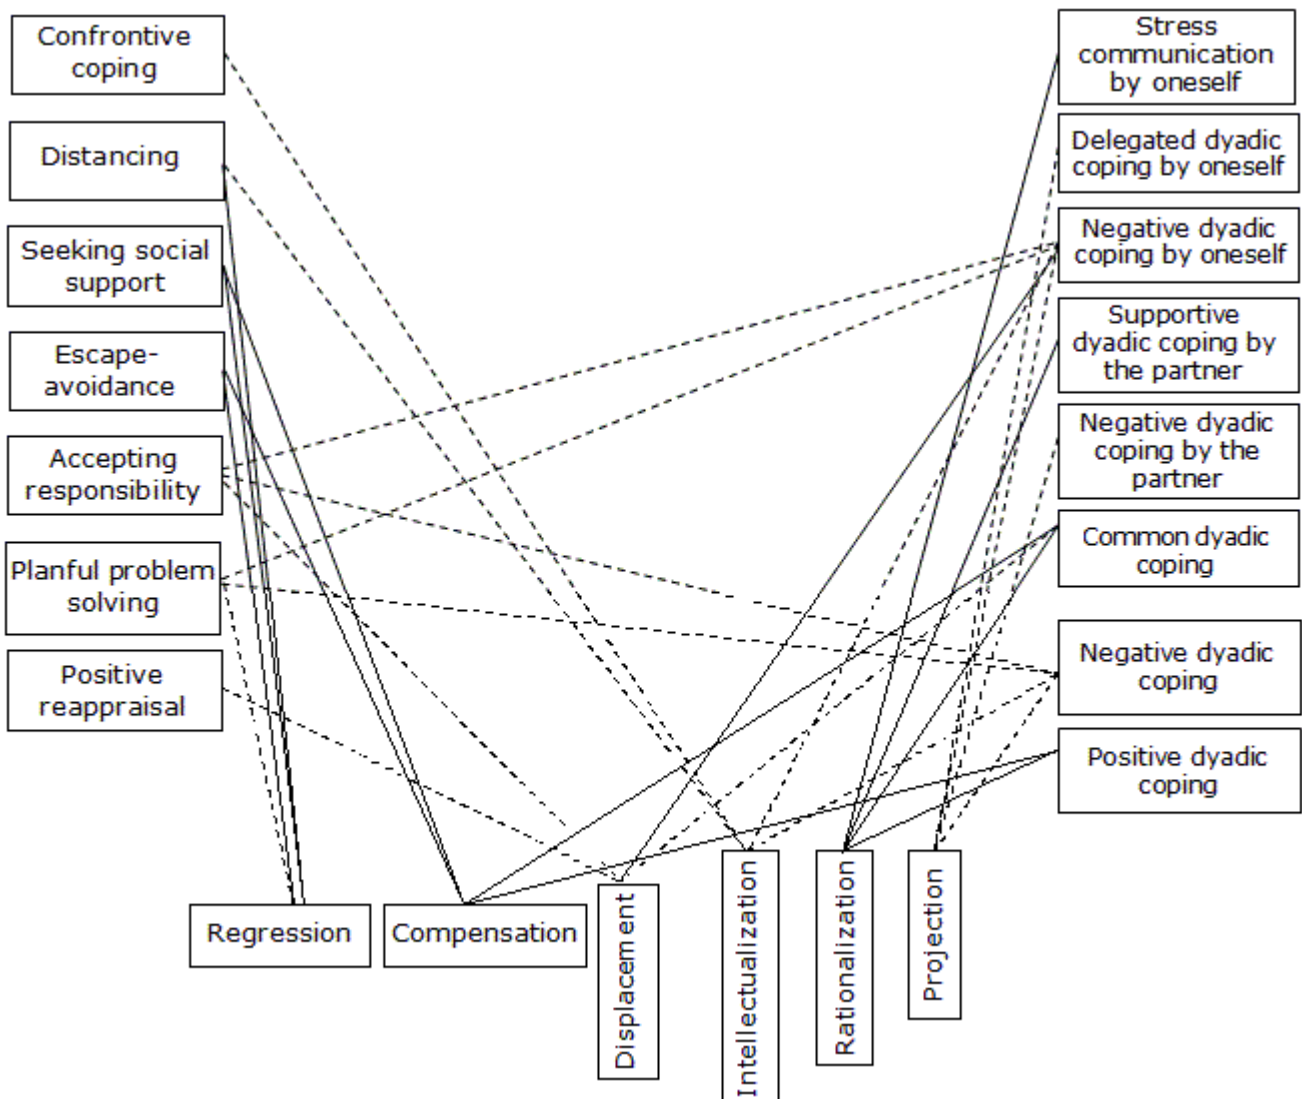 Confrontive
coping
Distancing
Seeking social
support
Escape-
avoidance
Accepting
responsibility
Planful problem
solving
Positive
reappraisal
Stress
communication
by oneself
Delegated dyadic
coping by oneself
Negative dyadic
coping by oneself
Supportive
dyadic coping by
the partner
Negative dyadic
coping by the
partner
Common dyadic
coping
Negative dyadic
coping
Positive dyadic
coping
Regression
Compensation
Displacement
Intellectualization
Rationalization
Projection